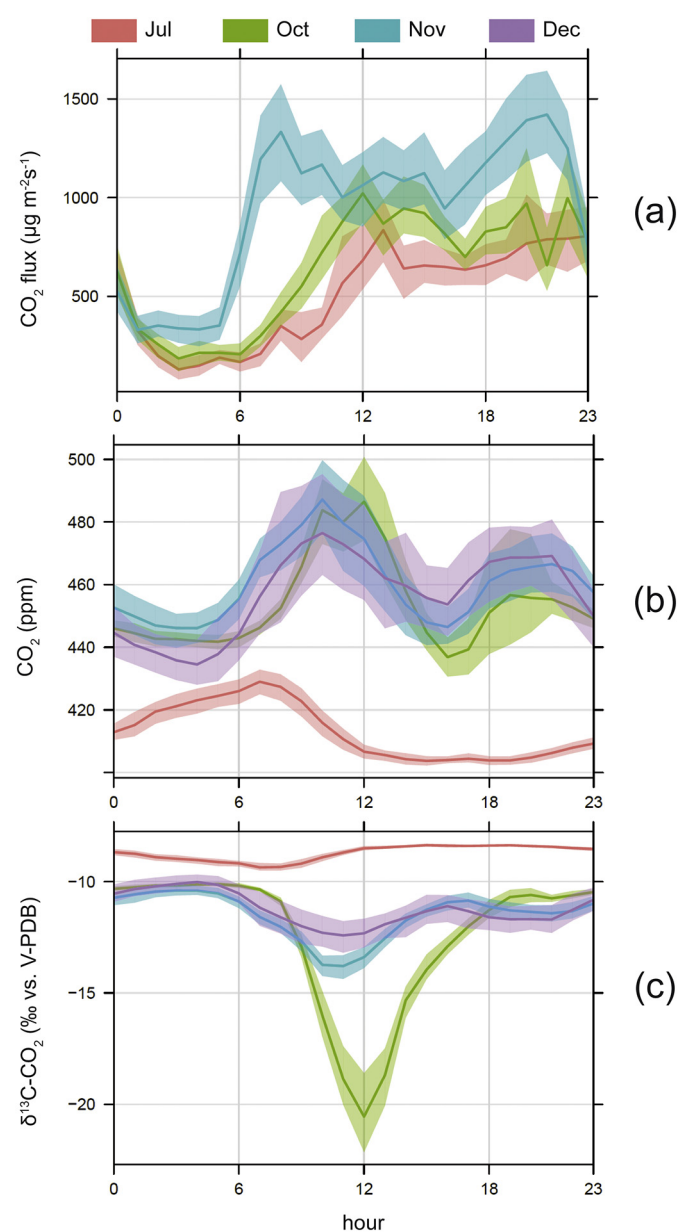 Jul Oct Nov Dec
CO₂ flux (µg m⁻²s⁻¹)
1500
1000
500
0 6 12 18 23
(a)
CO₂ (ppm)
500
480
460
440
420
0 6 12 18 23
(b)
δ¹³C-CO₂ (‰ vs. V-PDB)
−10
−15
−20
0 6 12 18 23
(c)
hour